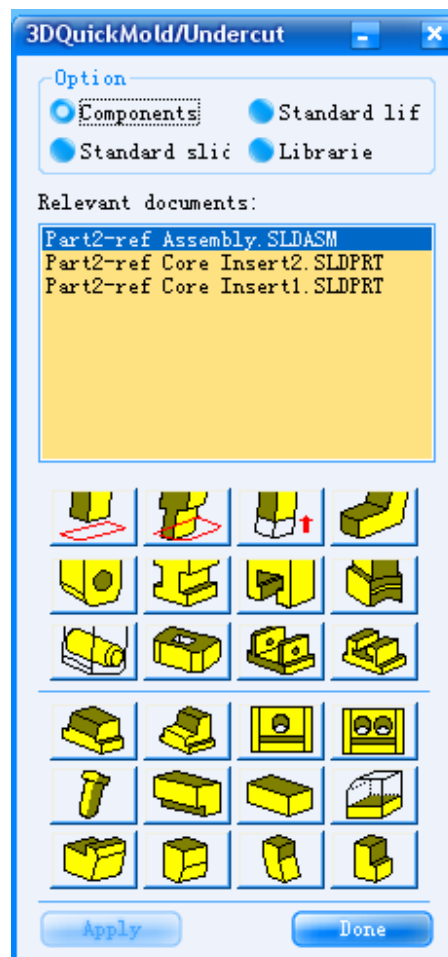 3DQuickMold/Undercut
Option
Components
Standard lif
Standard slid
Librarie
Relevant documents:
Part2-ref Assembly.SLDASM
Part2-ref Core Insert2.SLDPRT
Part2-ref Core Insert1.SLDPRT
Apply
Done